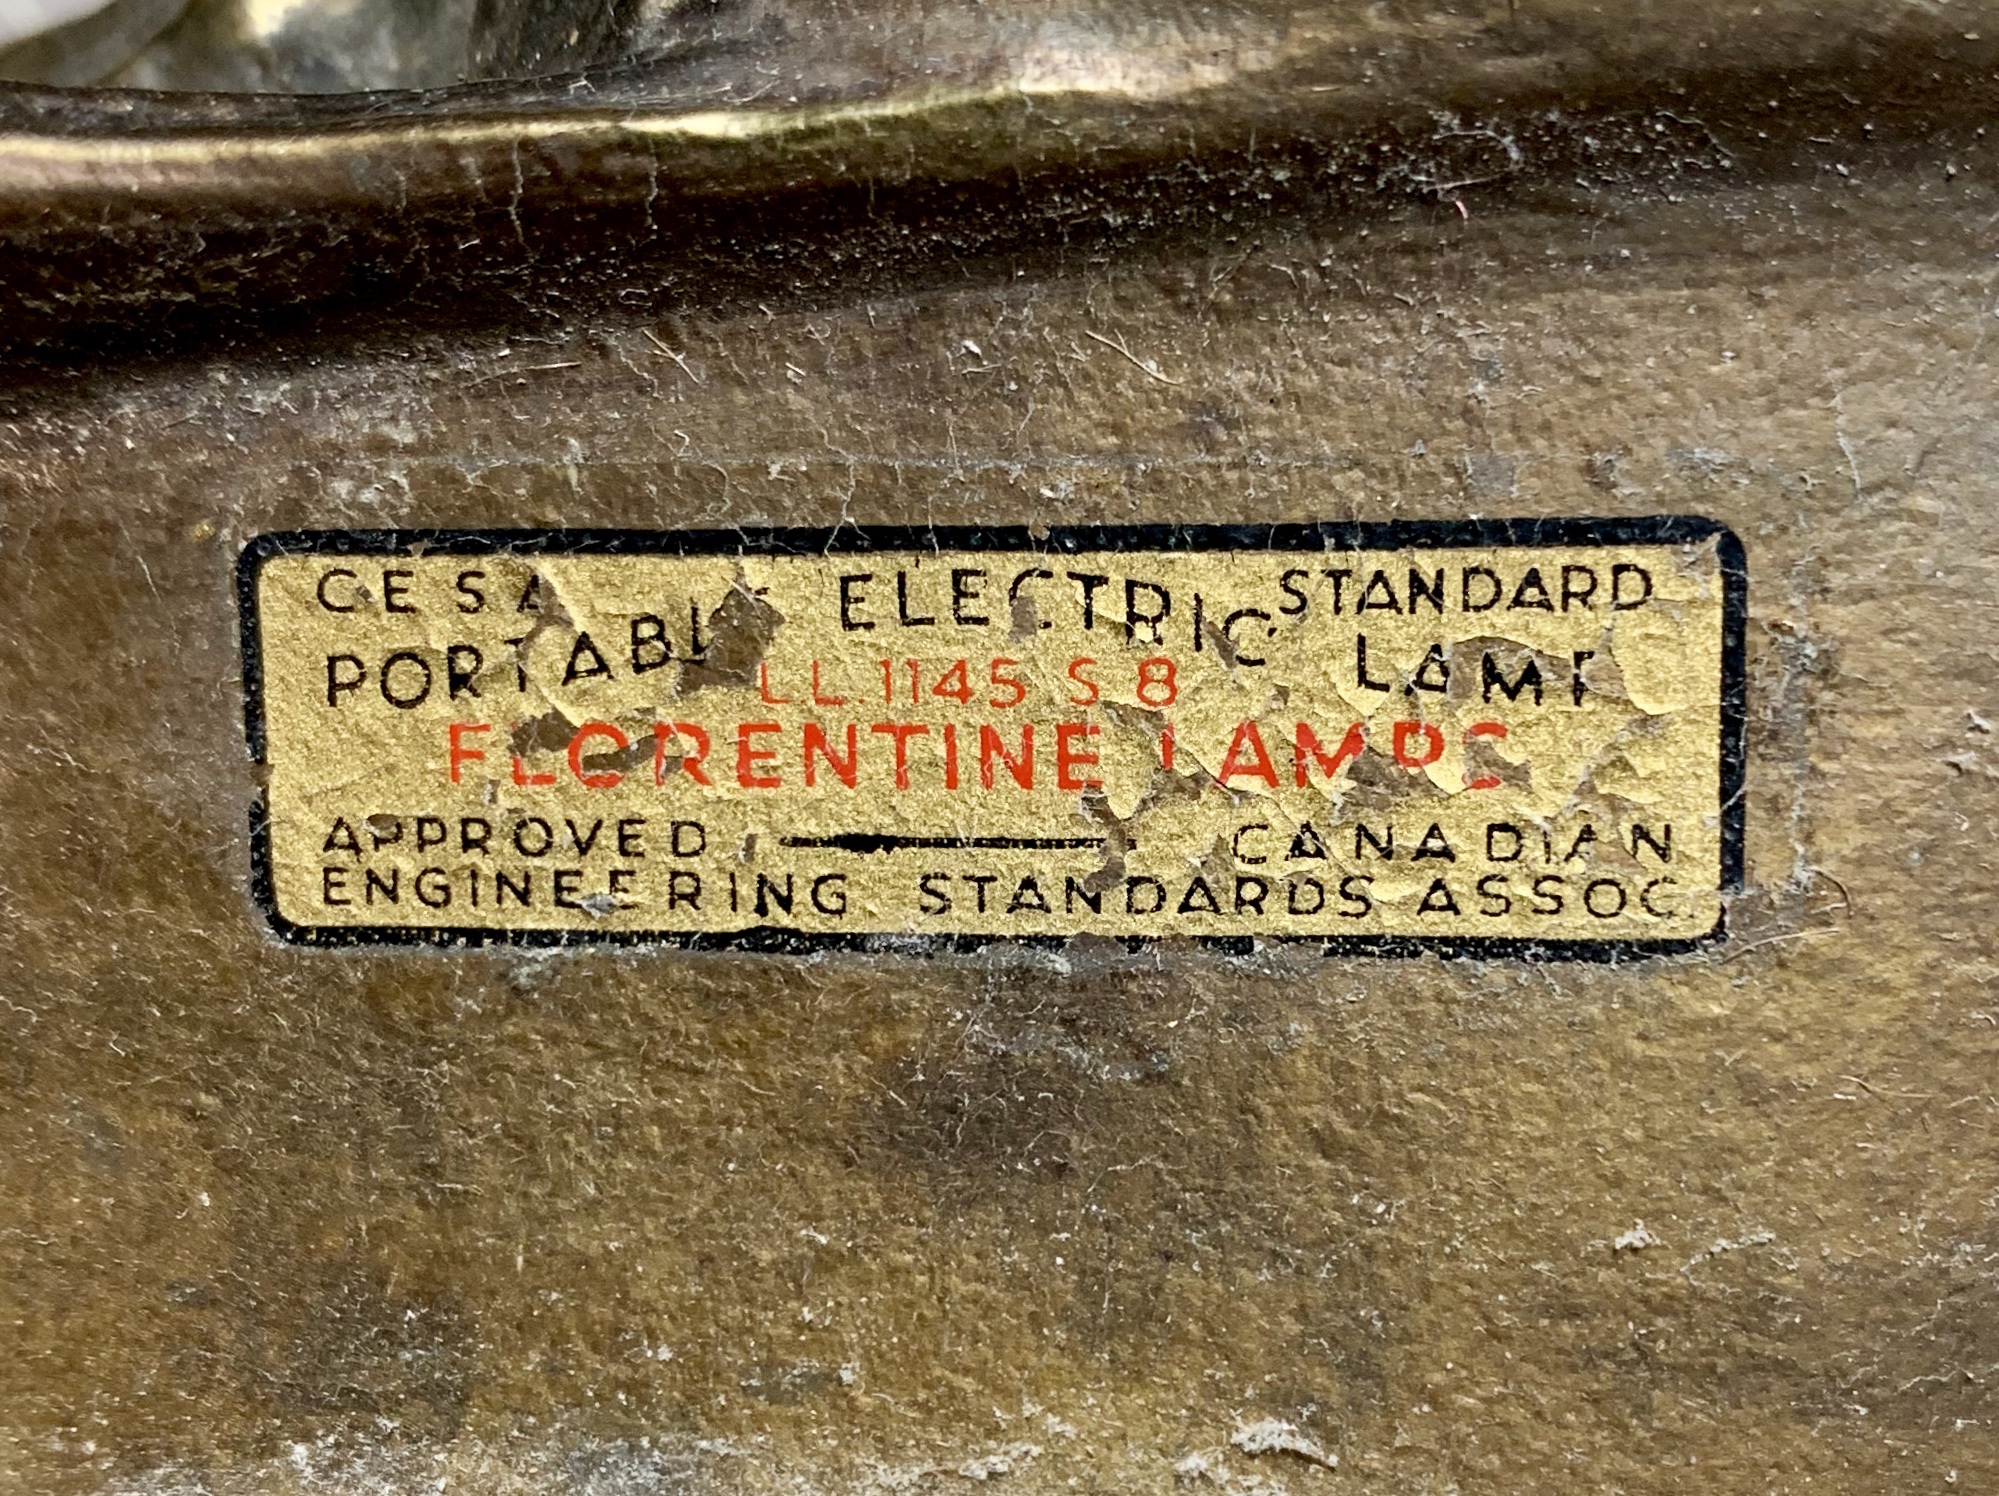 CESA STANDARD
PORTABLE ELECTRIC LAMP
LL.1145 S 8
FLORENTINE LAMPS
APPROVED — CANADIAN
ENGINEERING STANDARDS ASSOC.